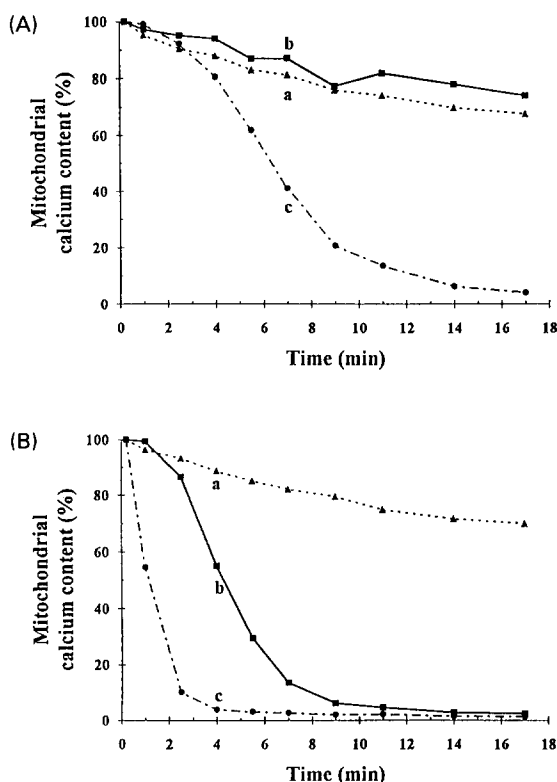 (A)
Mitochondrial
calcium content (%)
100
80
60
40
20
0
b
a
c
0 2 4 6 8 10 12 14 16 18
Time (min)
(B)
Mitochondrial
calcium content (%)
100
80
60
40
20
0
a
b
c
0 2 4 6 8 10 12 14 16 18
Time (min)